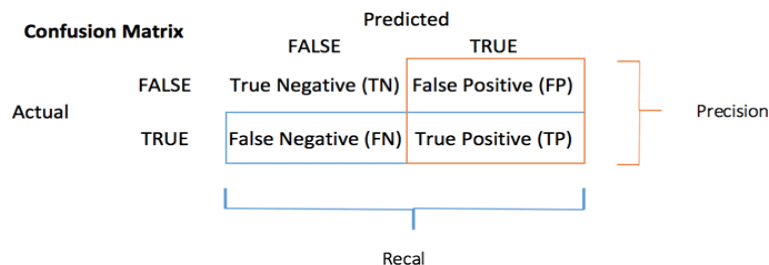 Predicted
Confusion Matrix
FALSE TRUE
FALSE True Negative (TN) False Positive (FP)
Actual Precision
TRUE False Negative (FN) True Positive (TP)
Recal